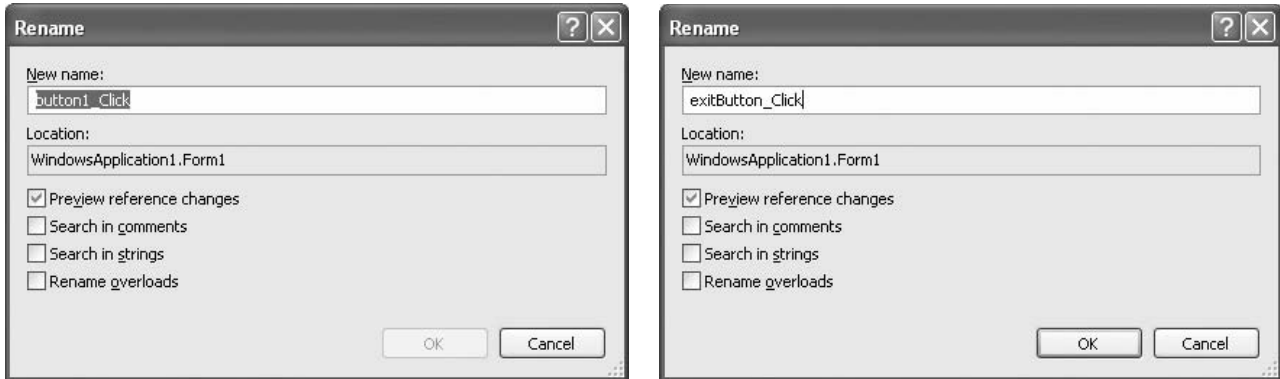 Rename
New name:
button1_Click
Location:
WindowsApplication1.Form1
Preview reference changes
Search in comments
Search in strings
Rename overloads
OK
Cancel
Rename
New name:
exitButton_Click
Location:
WindowsApplication1.Form1
Preview reference changes
Search in comments
Search in strings
Rename overloads
OK
Cancel